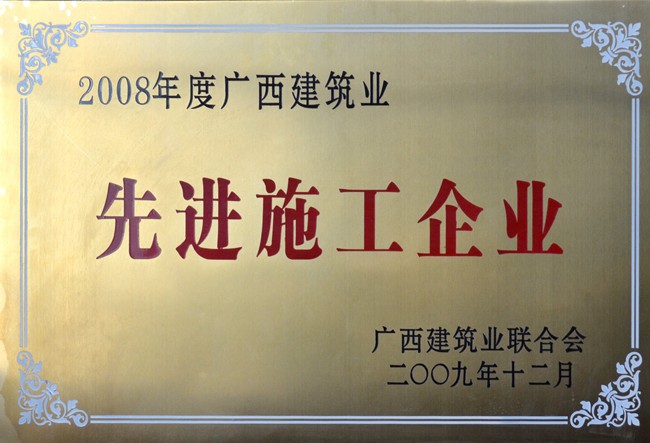 2008年度广西建筑业
先进施工企业
广西建筑业联合会
二〇〇九年十二月